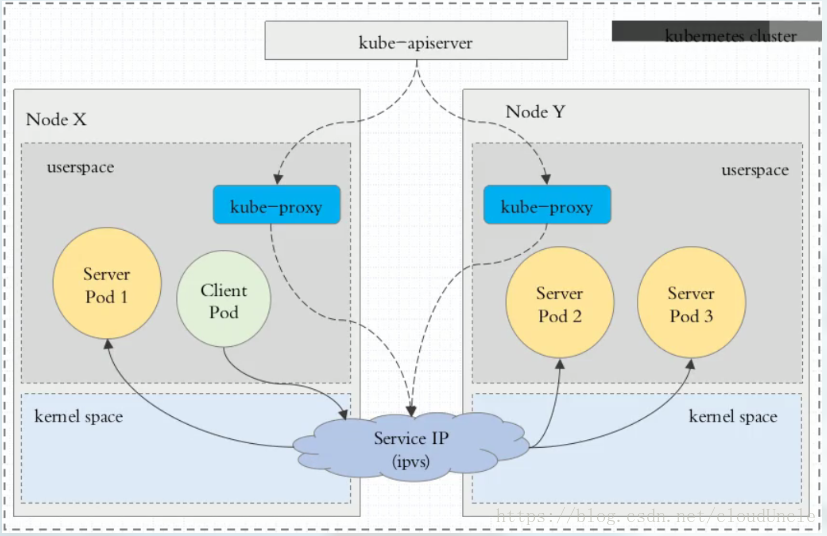 kube-apiserver
kubernetes cluster
Node X
Node Y
userspace
userspace
kube-proxy
kube-proxy
Server
Pod 1
Client
Pod
Server
Pod 2
Server
Pod 3
kernel space
kernel space
Service IP
(ipvs)
https://blog.csdn.net/cloudUncle